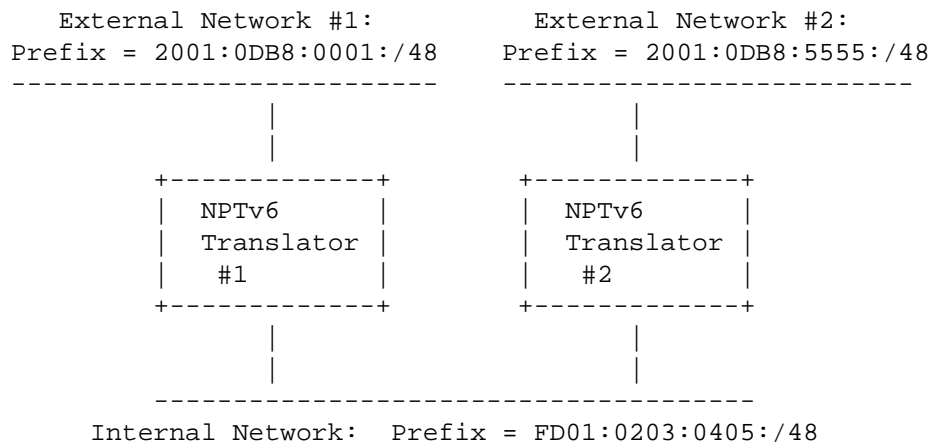 External Network #1: External Network #2:
Prefix = 2001:0DB8:0001:/48 Prefix = 2001:0DB8:5555:/48
NPTv6 NPTv6
Translator Translator
#1 #2
Internal Network: Prefix = FD01:0203:0405:/48